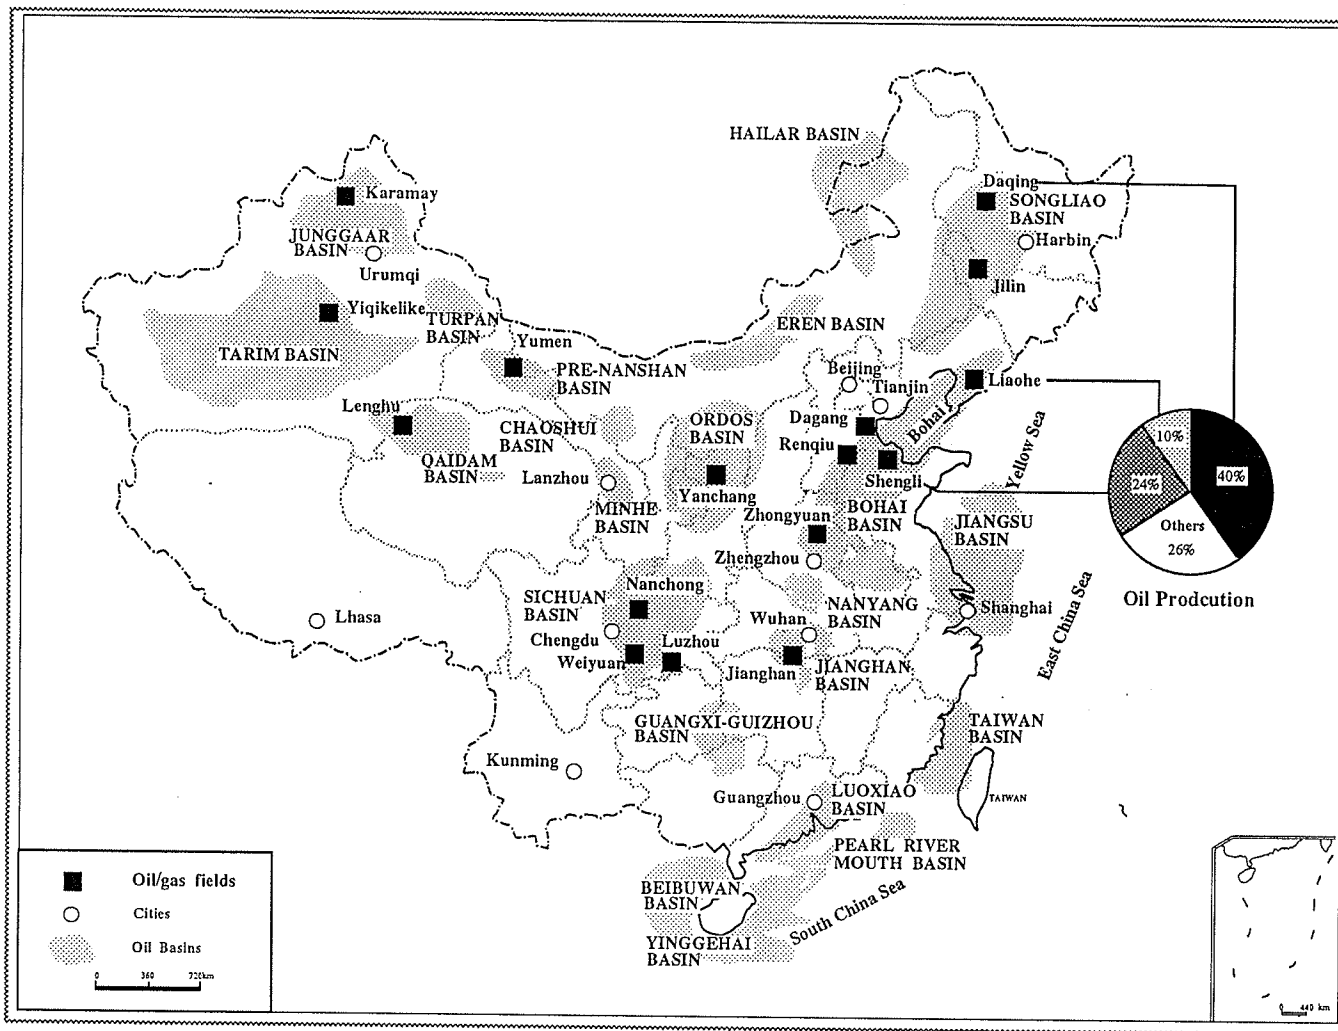 HAILAR BASIN
Daqing
SONGLIAO
BASIN
Harbin
Jilin
Karamay
JUNGGAAR
BASIN
Urumqi
Yiqikelike
TURPAN
BASIN
TARIM BASIN
Yumen
PRE-NANSHAN
BASIN
EREN BASIN
Beijing
Tianjin
Liaohe
Lenghu
QAIDAM
BASIN
CHAOSHUI
BASIN
Lanzhou
MINHE
BASIN
ORDOS
BASIN
Yanchang
Dagang
Renqiu
Bohai
Shengli
Yellow Sea
BOHAI
BASIN
Zhongyuan
Zhengzhou
JIANGSU
BASIN
10%
40%
24%
Others
26%
Oil Prodcution
Nanchong
SICHUAN
BASIN
Chengdu
Weiyuan
Luzhou
NANYANG
BASIN
Wuhan
Jianghan
JIANGHAN
BASIN
Shanghai
East China Sea
Lhasa
GUANGXI-GUIZHOU
BASIN
Kunming
TAIWAN
BASIN
TAIWAN
Guangzhou
LUOXIAO
BASIN
PEARL RIVER
MOUTH BASIN
BEIBUWAN
BASIN
YINGGEHAI
BASIN
South China Sea
Oil/gas fields
Cities
Oil Basins
0 360 720km
0 440 km